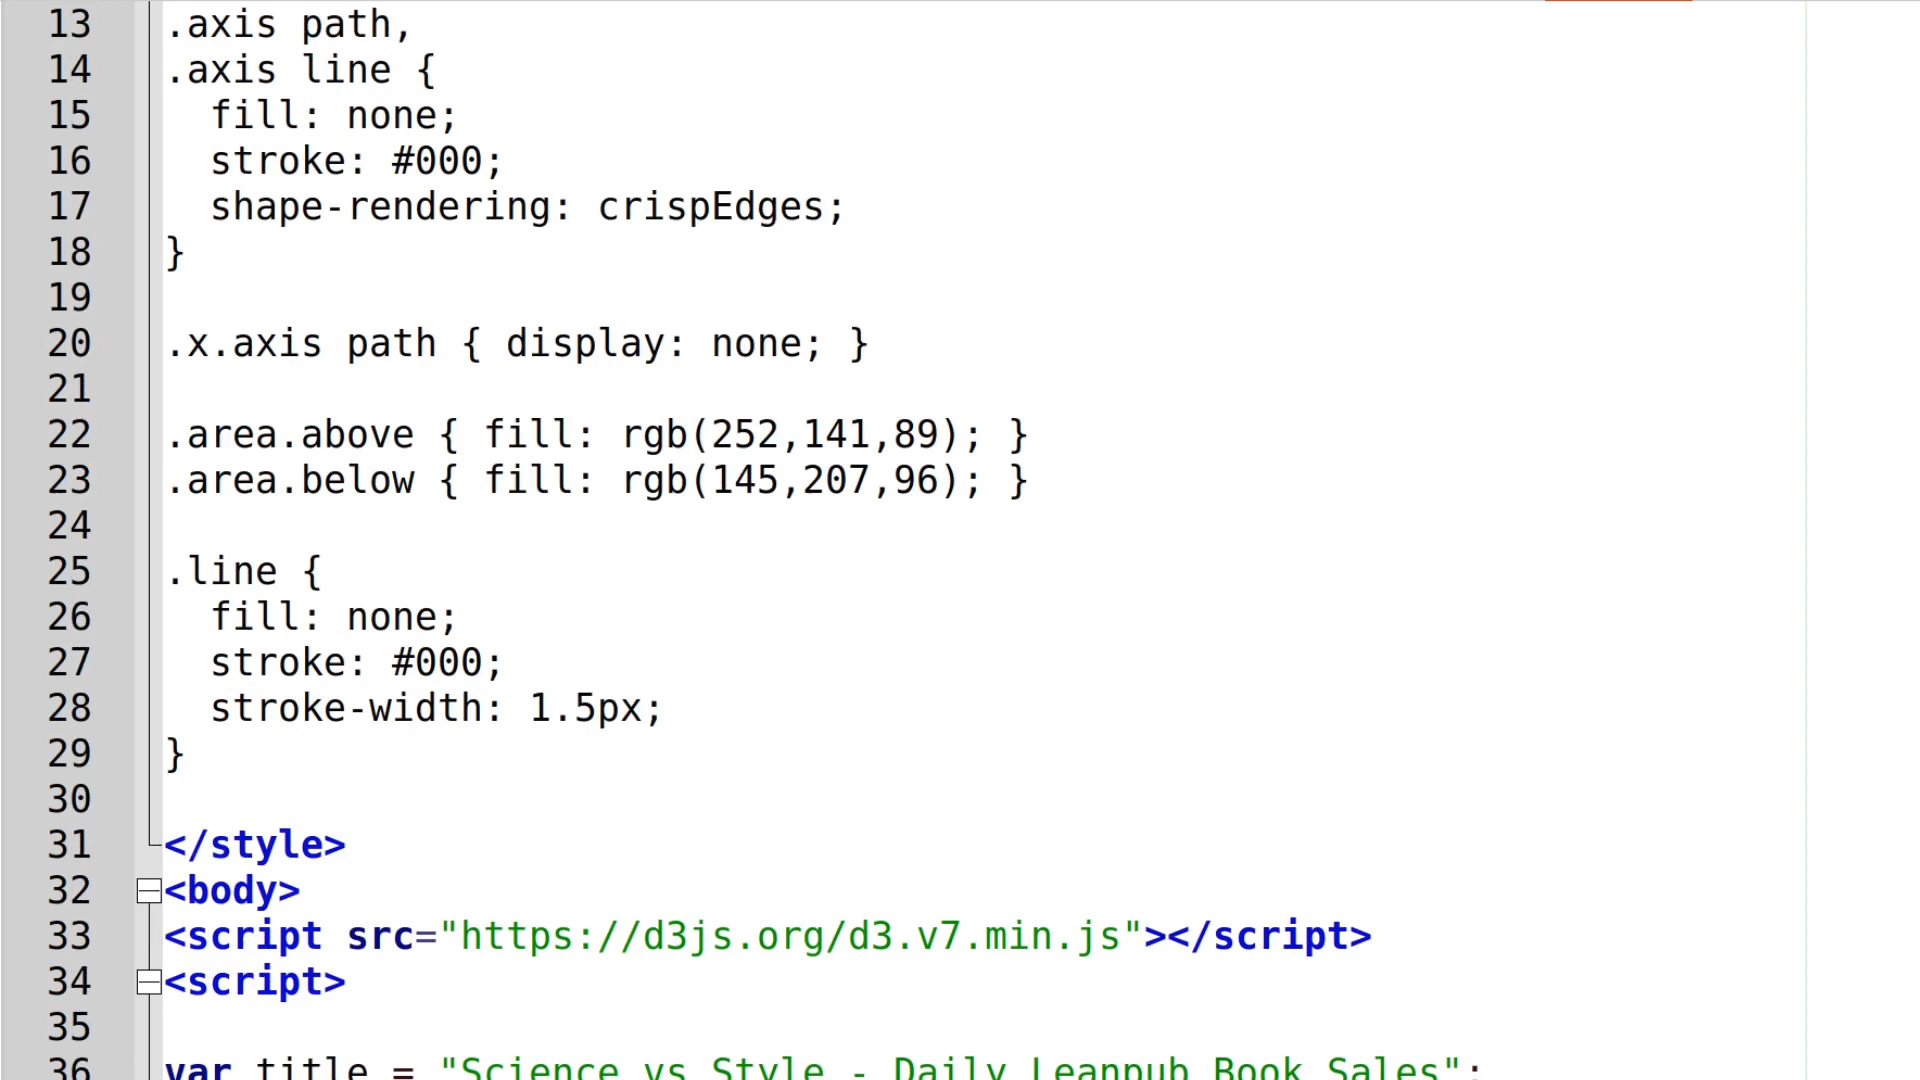 13 .axis path,
14 .axis line {
15   fill: none;
16   stroke: #000;
17   shape-rendering: crispEdges;
18 }
19
20 .x.axis path { display: none; }
21
22 .area.above { fill: rgb(252,141,89); }
23 .area.below { fill: rgb(145,207,96); }
24
25 .line {
26   fill: none;
27   stroke: #000;
28   stroke-width: 1.5px;
29 }
30
31 </style>
32 <body>
33 <script src="https://d3js.org/d3.v7.min.js"></script>
34 <script>
35
36 var title = "Science vs Style - Daily Leanpub Book Sales";